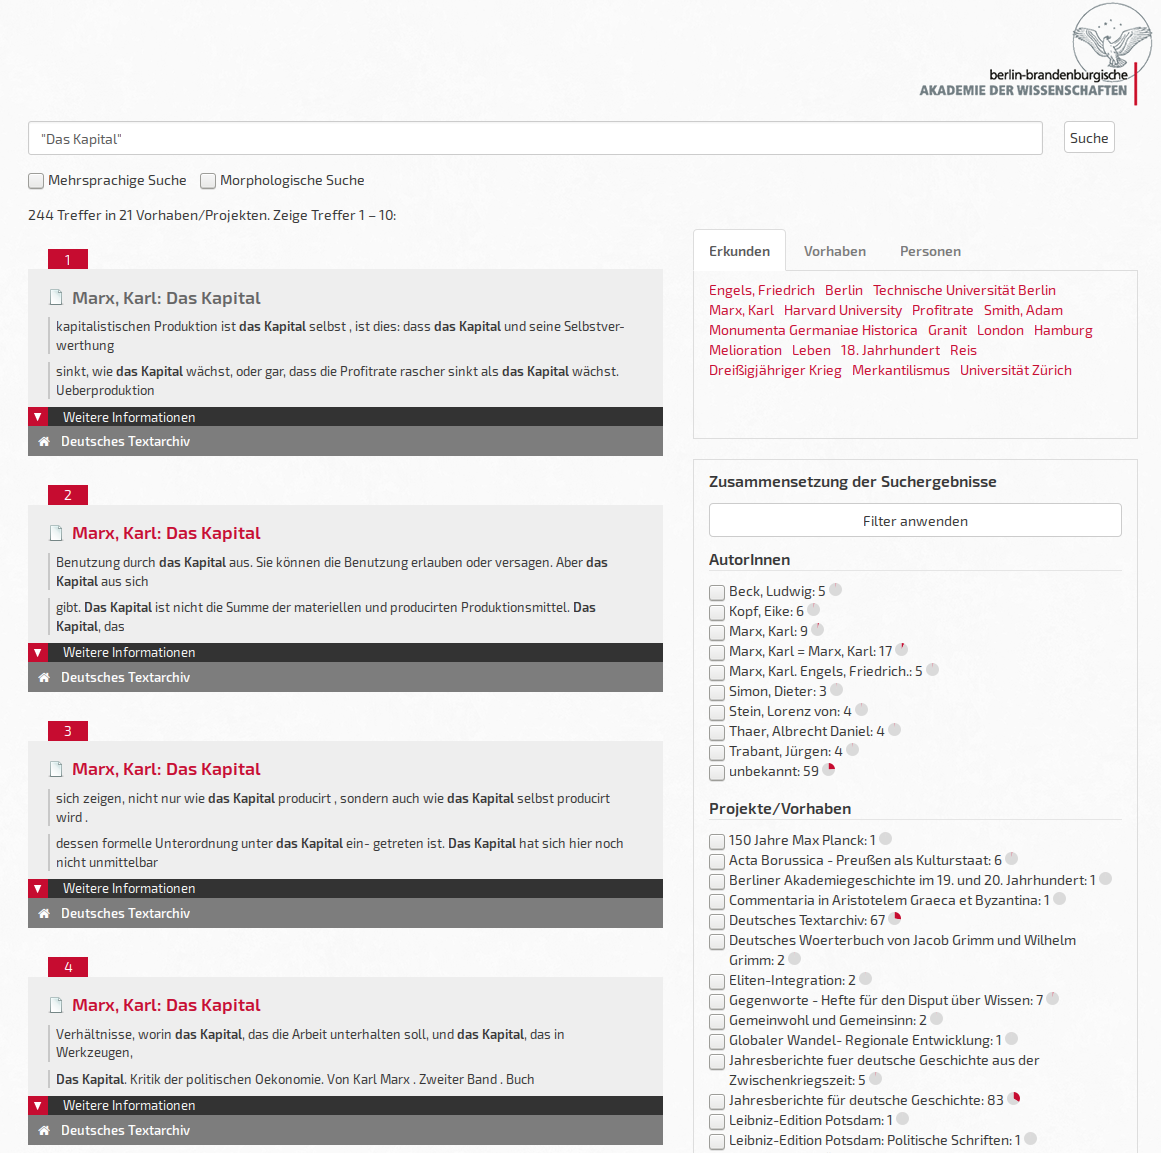 berlin-brandenburgische
AKADEMIE DER WISSENSCHAFTEN
"Das Kapital"
Suche
Mehrsprachige Suche
Morphologische Suche
244 Treffer in 21 Vorhaben/Projekten. Zeige Treffer 1 – 10:
1
Marx, Karl: Das Kapital
kapitalistischen Produktion ist das Kapital selbst , ist dies: dass das Kapital und seine Selbstver-
werthung
sinkt, wie das Kapital wächst, oder gar, dass die Profitrate rascher sinkt als das Kapital wächst.
Ueberproduktion
▼ Weitere Informationen
Deutsches Textarchiv
2
Marx, Karl: Das Kapital
Benutzung durch das Kapital aus. Sie können die Benutzung erlauben oder versagen. Aber das
Kapital aus sich
gibt. Das Kapital ist nicht die Summe der materiellen und producirten Produktionsmittel. Das
Kapital, das
▼ Weitere Informationen
Deutsches Textarchiv
3
Marx, Karl: Das Kapital
sich zeigen, nicht nur wie das Kapital producirt , sondern auch wie das Kapital selbst producirt
wird .
dessen formelle Unterordnung unter das Kapital ein- getreten ist. Das Kapital hat sich hier noch
nicht unmittelbar
▼ Weitere Informationen
Deutsches Textarchiv
4
Marx, Karl: Das Kapital
Verhältnisse, worin das Kapital, das die Arbeit unterhalten soll, und das Kapital, das in
Werkzeugen,
Das Kapital. Kritik der politischen Oekonomie. Von Karl Marx . Zweiter Band . Buch
▼ Weitere Informationen
Deutsches Textarchiv
Erkunden Vorhaben Personen
Engels, Friedrich Berlin Technische Universität Berlin
Marx, Karl Harvard University Profitrate Smith, Adam
Monumenta Germaniae Historica Granit London Hamburg
Melioration Leben 18. Jahrhundert Reis
Dreißigjähriger Krieg Merkantilismus Universität Zürich
Zusammensetzung der Suchergebnisse
Filter anwenden
AutorInnen
Beck, Ludwig: 5
Kopf, Eike: 6
Marx, Karl: 9
Marx, Karl = Marx, Karl: 17
Marx, Karl. Engels, Friedrich.: 5
Simon, Dieter: 3
Stein, Lorenz von: 4
Thaer, Albrecht Daniel: 4
Trabant, Jürgen: 4
unbekannt: 59
Projekte/Vorhaben
150 Jahre Max Planck: 1
Acta Borussica - Preußen als Kulturstaat: 6
Berliner Akademiegeschichte im 19. und 20. Jahrhundert: 1
Commentaria in Aristotelem Graeca et Byzantina: 1
Deutsches Textarchiv: 67
Deutsches Woerterbuch von Jacob Grimm und Wilhelm
Grimm: 2
Eliten-Integration: 2
Gegenworte - Hefte für den Disput über Wissen: 7
Gemeinwohl und Gemeinsinn: 2
Globaler Wandel- Regionale Entwicklung: 1
Jahresberichte fuer deutsche Geschichte aus der
Zwischenkriegszeit: 5
Jahresberichte für deutsche Geschichte: 83
Leibniz-Edition Potsdam: 1
Leibniz-Edition Potsdam: Politische Schriften: 1